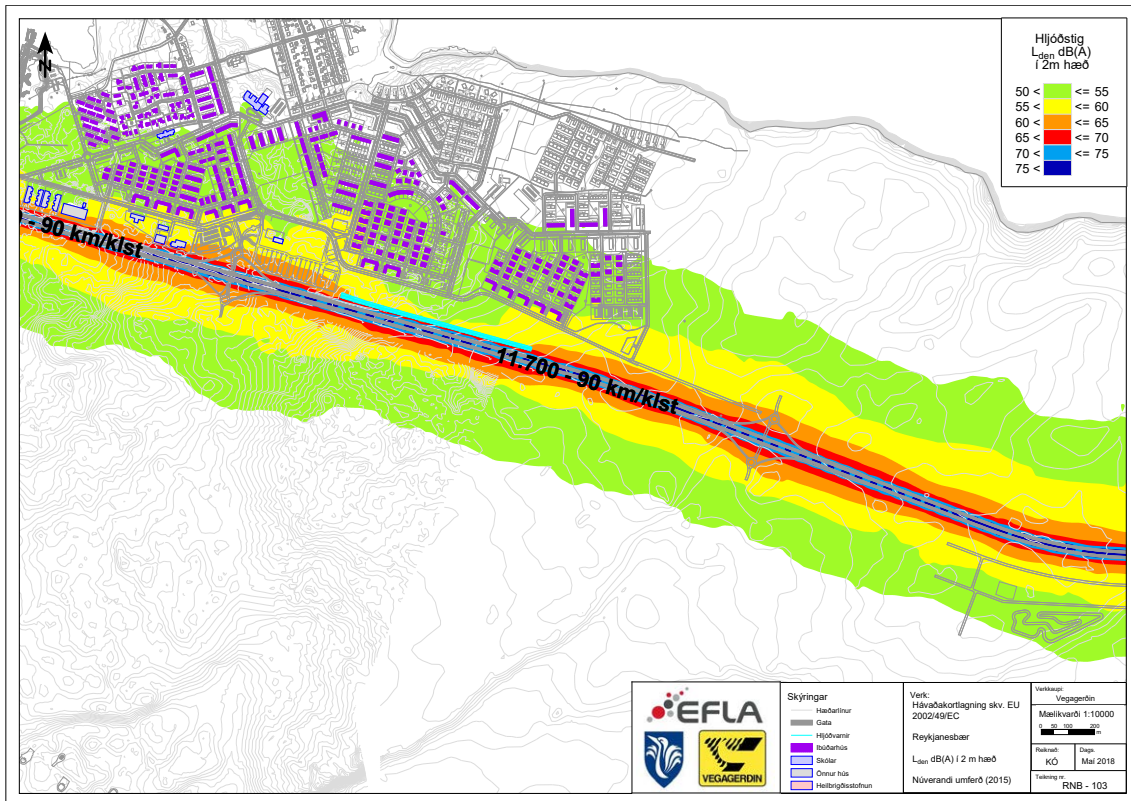 N
Hljóðstig
Lden dB(A)
í 2m hæð
50 < <= 55
55 < <= 60
60 < <= 65
65 < <= 70
70 < <= 75
75 <
- 90 km/klst
11.700 - 90 km/klst
EFLA
VEGAGERÐIN
Skýringar
Hæðarlínur
Gata
Hljóðvarnir
Íbúðarhús
Skólar
Önnur hús
Heilbrigðisstofnun
Verk:
Hávaðakortlagning skv. EU
2002/49/EC
Reykjanesbær
Lden dB(A) í 2 m hæð
Núverandi umferð (2015)
Verkkaupi:
Vegagerðin
Mælikvarði 1:10000
0 50 100 200
m
Reiknað:
KÓ
Dags.
Maí 2018
Teikning nr.
RNB - 103